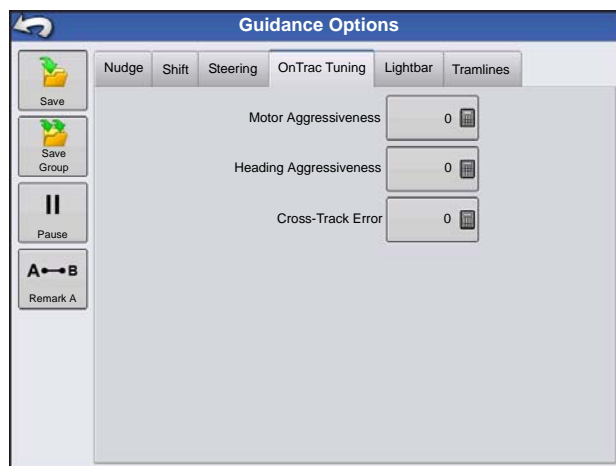 Guidance Options
Save
Save
Group
Pause
A B
Remark A
Nudge Shift Steering OnTrac Tuning Lightbar Tramlines
Motor Aggressiveness 0
Heading Aggressiveness 0
Cross-Track Error 0